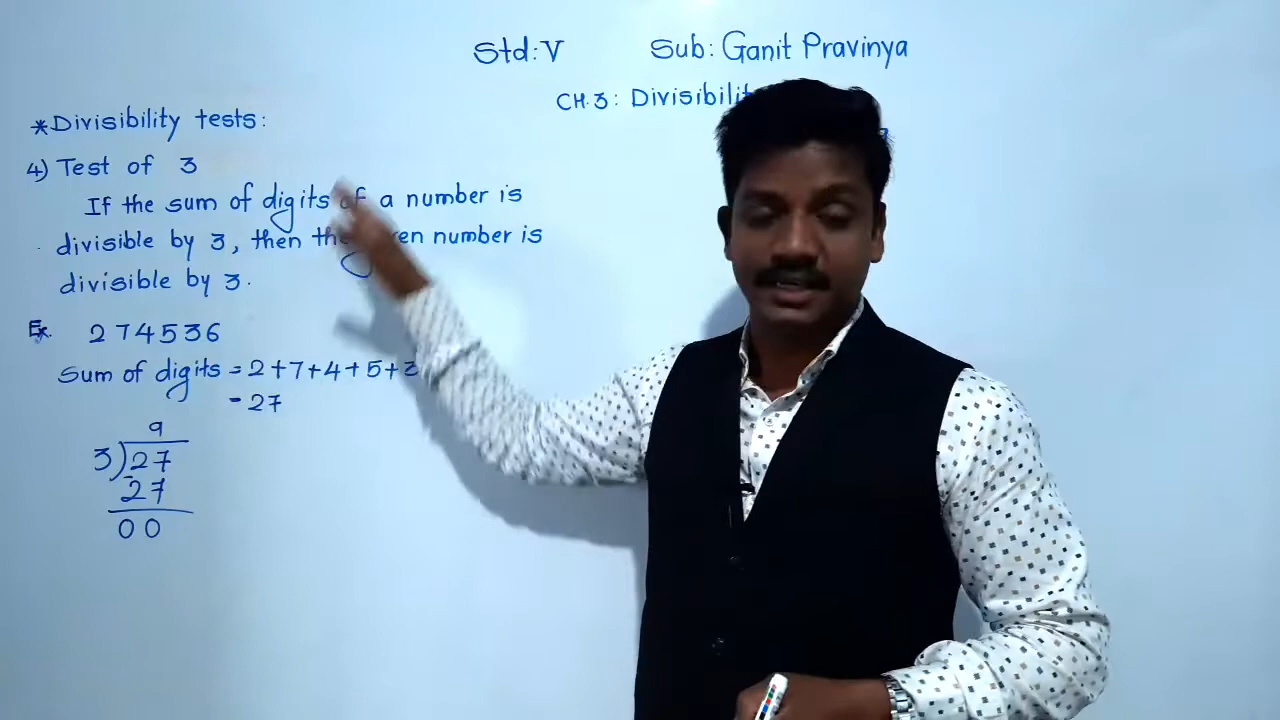 Std: V Sub: Ganit Pravinya
CH. 3: Divisibilit
*Divisibility tests:
4) Test of 3
If the sum of digits of a number is
divisible by 3, then the number is
divisible by 3.
Ex. 274536
Sum of digits = 2+7+4+5+3
= 27
9
3)27
27
00